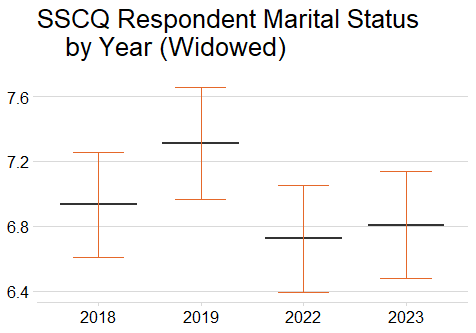 SSCQ Respondent Marital Status
by Year (Widowed)
7.6
7.2
6.8
6.4
2018 2019 2022 2023